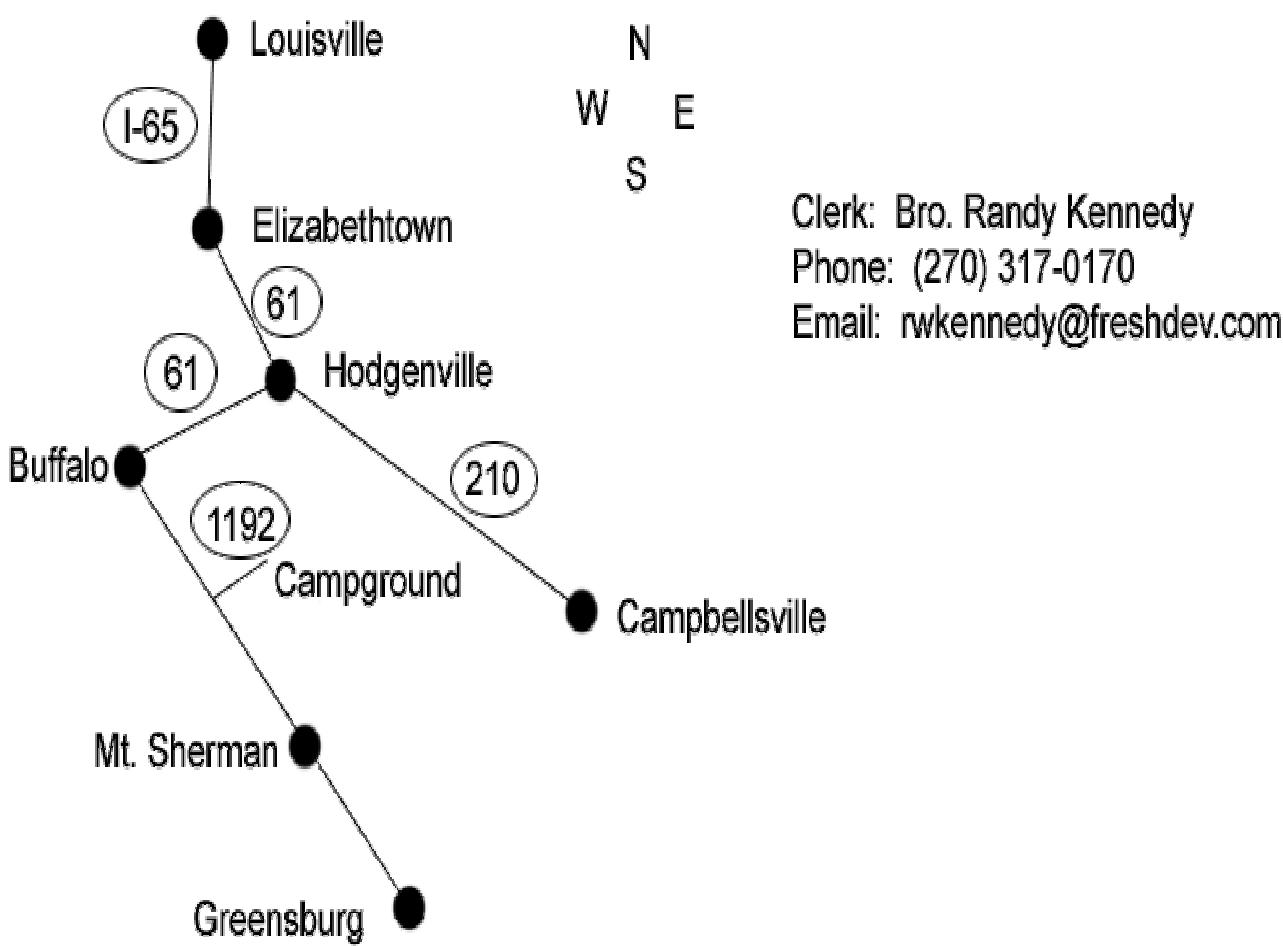 Louisville
N
I-65
W E
S
Clerk: Bro. Randy Kennedy
Phone: (270) 317-0170
Email: rwkennedy@freshdev.com
Elizabethtown
61
61
Hodgenville
Buffalo
210
1192
Campground
Campbellsville
Mt. Sherman
Greensburg